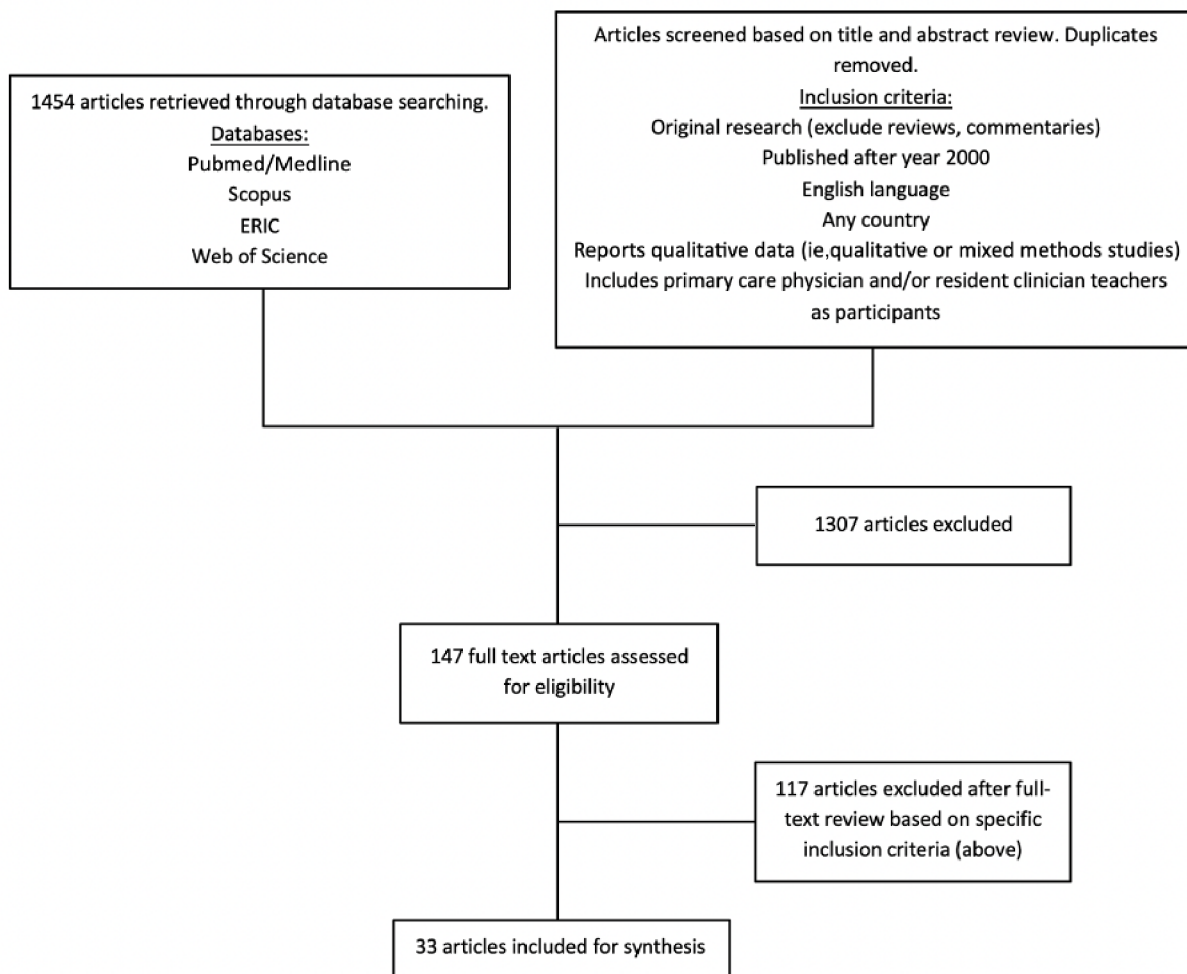 1454 articles retrieved through database searching.
Databases:
Pubmed/Medline
Scopus
ERIC
Web of Science
Articles screened based on title and abstract review. Duplicates
removed.
Inclusion criteria:
Original research (exclude reviews, commentaries)
Published after year 2000
English language
Any country
Reports qualitative data (ie,qualitative or mixed methods studies)
Includes primary care physician and/or resident clinician teachers
as participants
1307 articles excluded
147 full text articles assessed
for eligibility
117 articles excluded after full-
text review based on specific
inclusion criteria (above)
33 articles included for synthesis